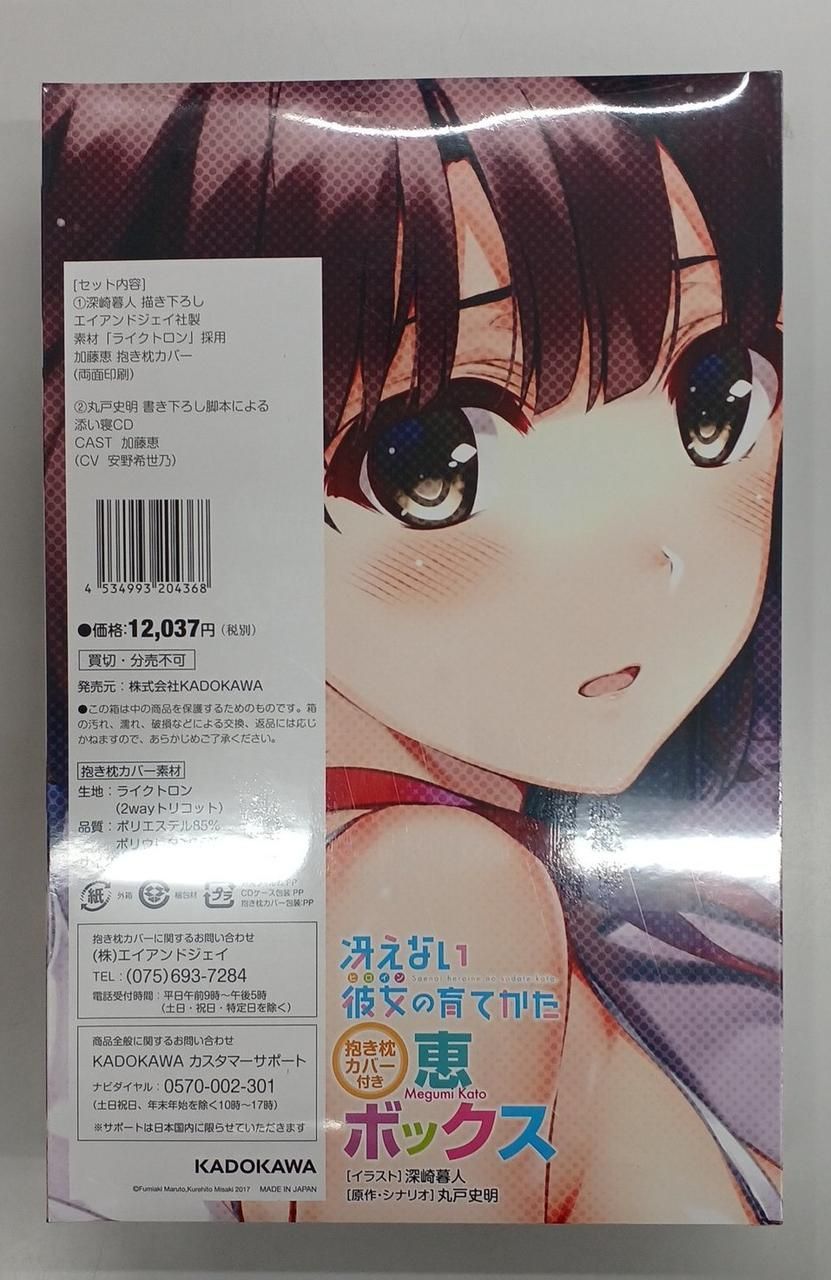 [セット内容]
①深崎暮人 描き下ろし
エイアンドジェイ社製
素材「ライクトロン」採用
加藤恵 抱き枕カバー
(両面印刷)
②丸戸史明 書き下ろし脚本による
添い寝CD
CAST 加藤恵
(CV 安野希世乃)
4 534993 204368
●価格:12,037円(税別)
買切・分売不可
発売元:株式会社KADOKAWA
●この箱は中の商品を保護するためのものです。箱
の汚れ、濡れ、破損などによる交換、返品には応じ
かねますので、あらかじめご了承ください。
抱き枕カバー素材
生地:ライクトロン
(2wayトリコット)
品質:ポリエステル85%
紙
外箱
梱包材
プラ
CDケース包装:PP
抱き枕カバー包装:PP
抱き枕カバーに関するお問い合わせ
(株)エイアンドジェイ
TEL:(075)693-7284
電話受付時間:平日午前9時〜午後5時
(土日・祝日・特定日を除く)
商品全般に関するお問い合わせ
KADOKAWA カスタマーサポート
ナビダイヤル:0570-002-301
(土日祝日、年末年始を除く10時〜17時)
※サポートは日本国内に限らせていただきます
KADOKAWA
©Fumiaki Maruto,Kurehito Misaki 2017 MADE IN JAPAN
冴えない
ヒロイン Saenai heroine no sodate-kata
彼女の育てかた
抱き枕
カバー
付き
恵
Megumi Kato
ボックス
[イラスト]深崎暮人
[原作・シナリオ]丸戸史明